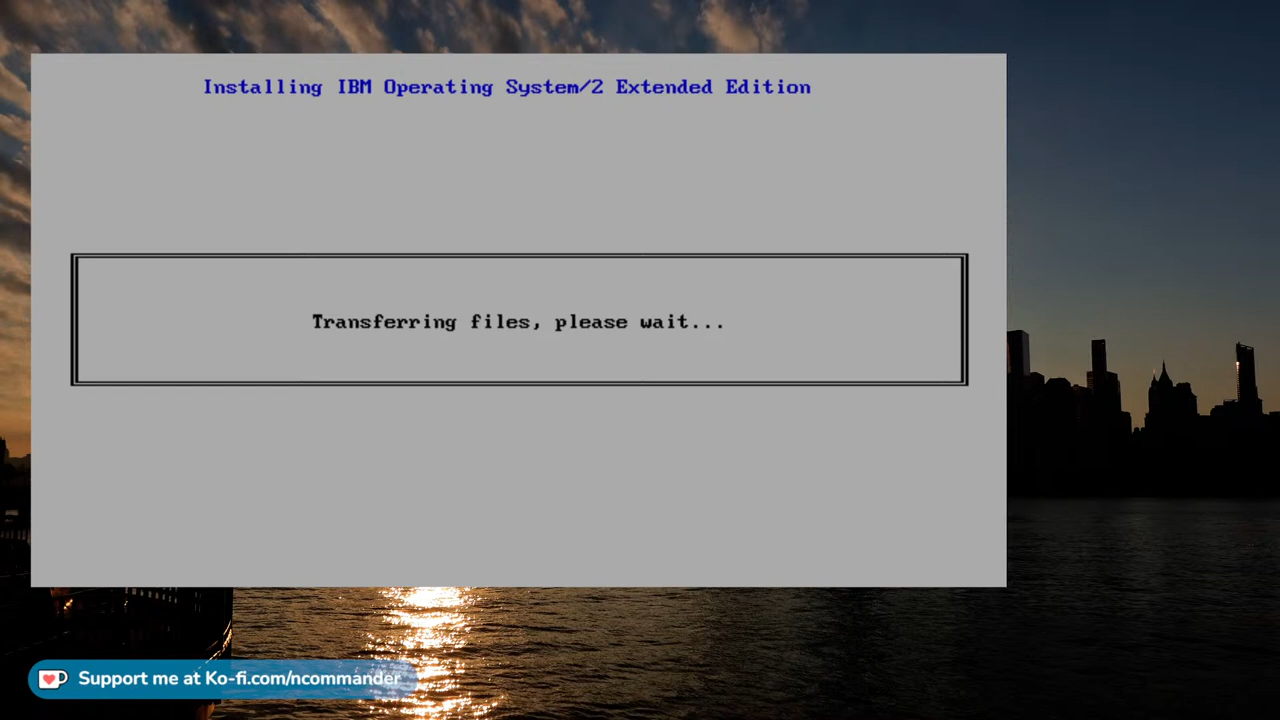 Installing IBM Operating System/2 Extended Edition
Transferring files, please wait...
Support me at Ko-fi.com/ncommander